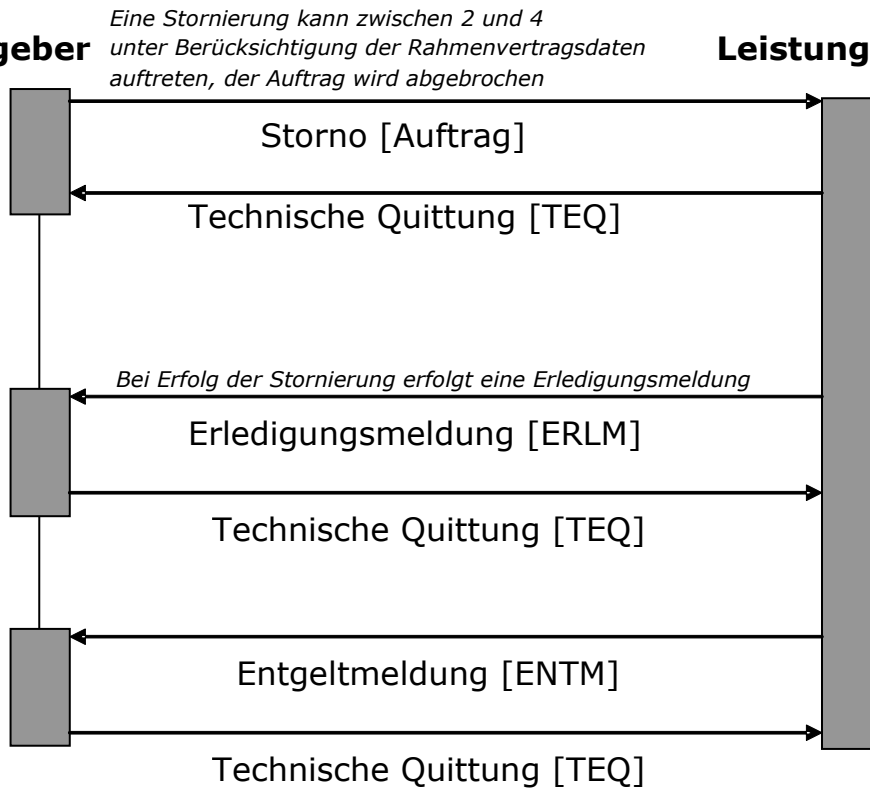 Eine Stornierung kann zwischen 2 und 4
geber unter Berücksichtigung der Rahmenvertragsdaten Leistung
auftreten, der Auftrag wird abgebrochen
Storno [Auftrag]
Technische Quittung [TEQ]
Bei Erfolg der Stornierung erfolgt eine Erledigungsmeldung
Erledigungsmeldung [ERLM]
Technische Quittung [TEQ]
Entgeltmeldung [ENTM]
Technische Quittung [TEQ]